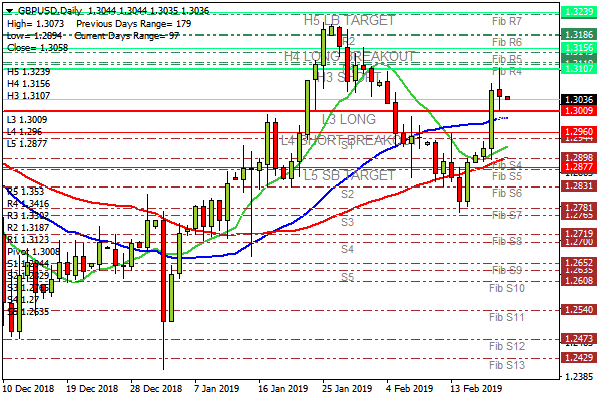 GBPUSD,Daily 1.3044 1.3044 1.3035 1.3036
High= 1.3073 Previous Days Range= 179
Low= 1.2894 Current Days Range= 97
Close= 1.3058
H5 1.3239
H4 1.3156
H3 1.3107
L3 1.3009
L4 1.296
L5 1.2877
R5 1.353
R4 1.3416
R2 1.3187
R1 1.3123
Pivot 1.3008
S4 1.27
H5 LB TARGET
R2
H4 LONG BREAKOUT
L3 LONG
L4 SHORT BREAKO
S1
L5 SB TARGET
S2
S3
S4
S5
Fib R7
Fib R6
Fib R4
Fib S4
Fib S5
Fib S6
Fib S7
Fib S8
Fib S9
Fib S10
Fib S11
Fib S12
Fib S13
1.3239
1.3186
1.3156
1.3107
1.3036
1.3009
1.2960
1.2898
1.2877
1.2831
1.2781
1.2765
1.2719
1.2700
1.2652
1.2635
1.2608
1.2540
1.2473
1.2429
1.2385
10 Dec 2018 19 Dec 2018 28 Dec 2018 7 Jan 2019 16 Jan 2019 25 Jan 2019 4 Feb 2019 13 Feb 2019